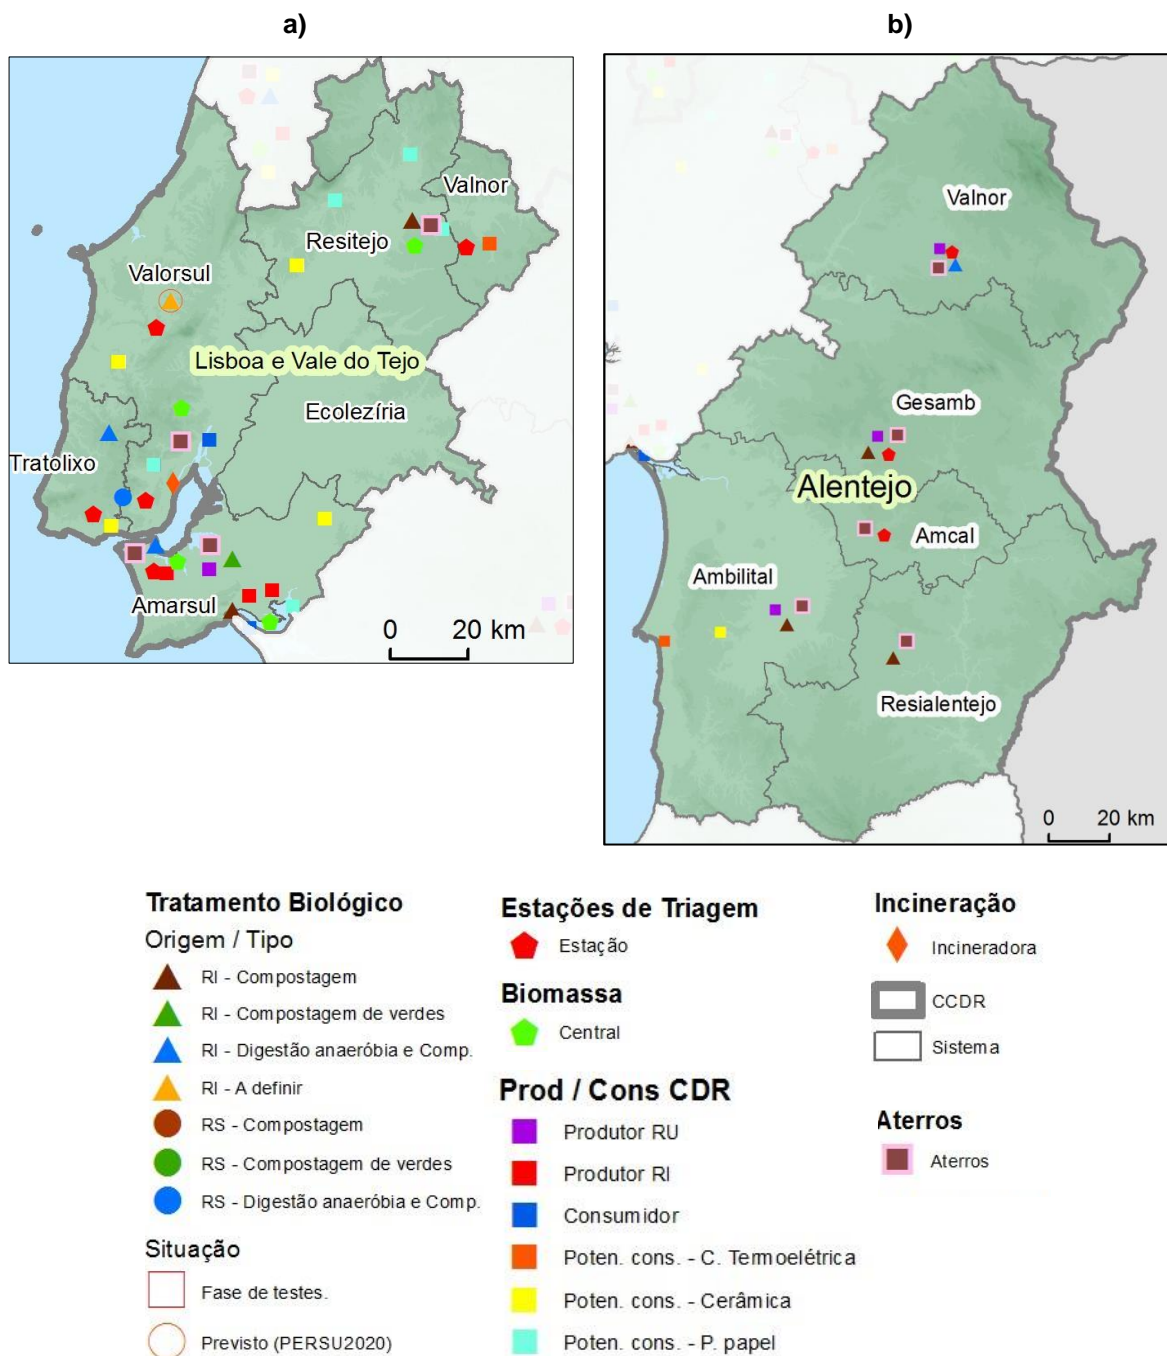 a)
b)
Valnor
Resitejo
Valorsul
Lisboa e Vale do Tejo
Ecolezíria
Tratolixo
Amarsul
0 20 km
Valnor
Gesamb
Alentejo
Amcal
Ambilital
Resialentejo
0 20 km
Tratamento Biológico
Origem / Tipo
RI - Compostagem
RI - Compostagem de verdes
RI - Digestão anaeróbia e Comp.
RI - A definir
RS - Compostagem
RS - Compostagem de verdes
RS - Digestão anaeróbia e Comp.
Situação
Fase de testes.
Previsto (PERSU2020)
Estações de Triagem
Estação
Biomassa
Central
Prod / Cons CDR
Produtor RU
Produtor RI
Consumidor
Poten. cons. - C. Termoelétrica
Poten. cons. - Cerâmica
Poten. cons. - P. papel
Incineração
Incineradora
CCDR
Sistema
Aterros
Aterros